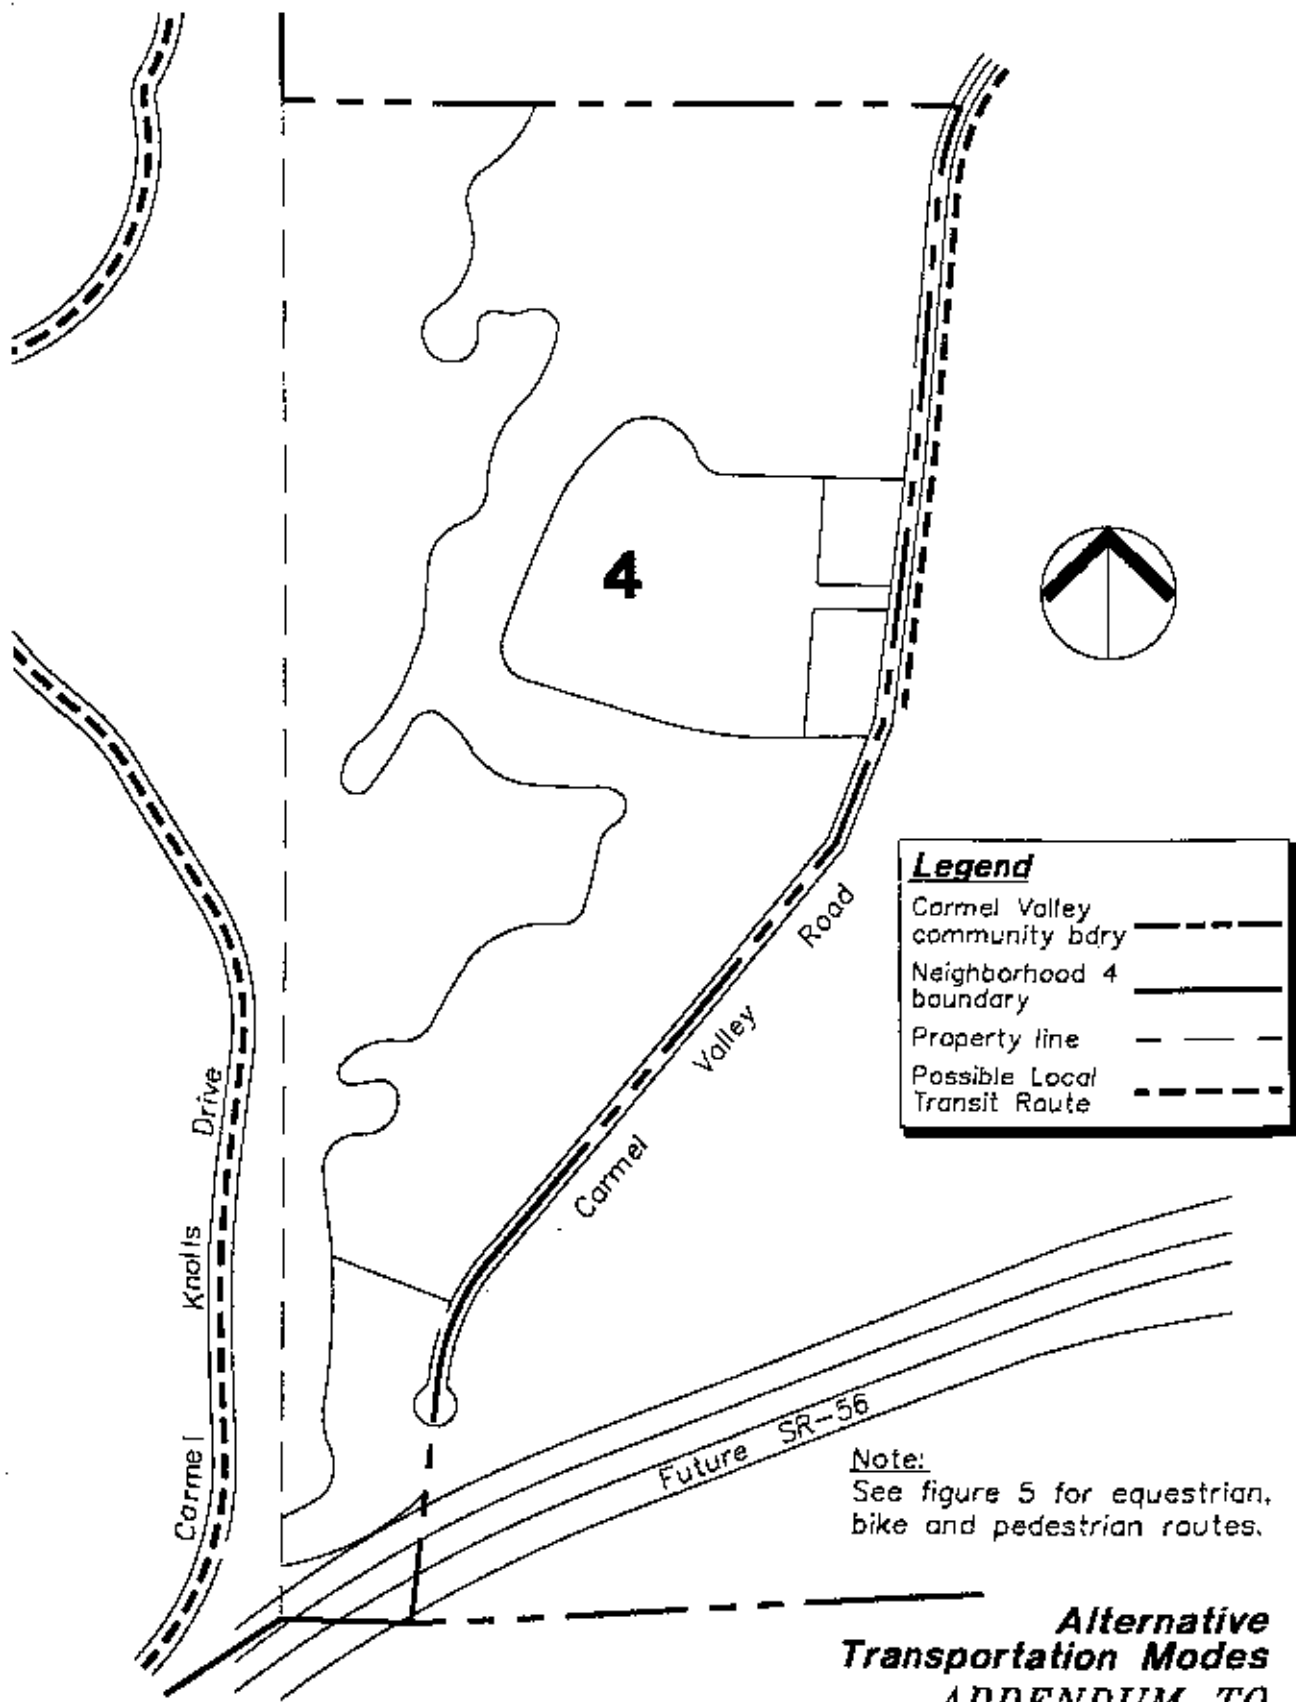 4
Legend
Carmel Valley
community bdry
Neighborhood 4
boundary
Property line
Possible Local
Transit Route
Carmel Valley Road
Carmel Knolls Drive
Future SR-56
Note:
See figure 5 for equestrian,
bike and pedestrian routes.
Alternative
Transportation Modes
ADDENDUM TO